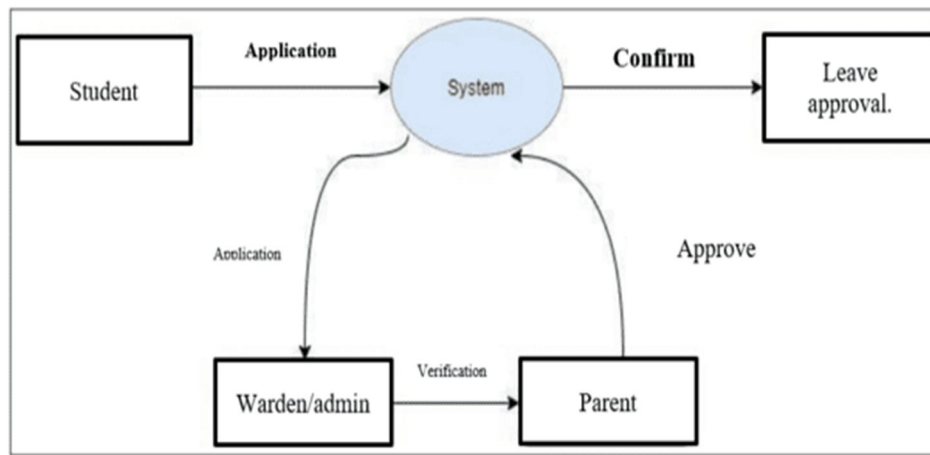 Application
Confirm
Student
System
Leave
approval.
Application
Approve
Verification
Warden/admin
Parent